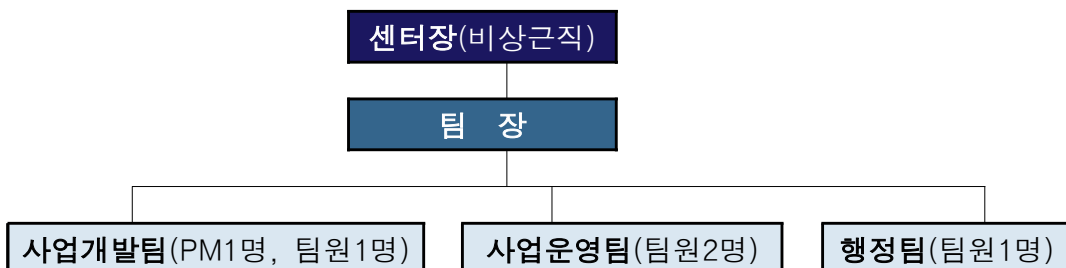 센터장(비상근직)
팀 장
사업개발팀(PM1명, 팀원1명)
사업운영팀(팀원2명)
행정팀(팀원1명)